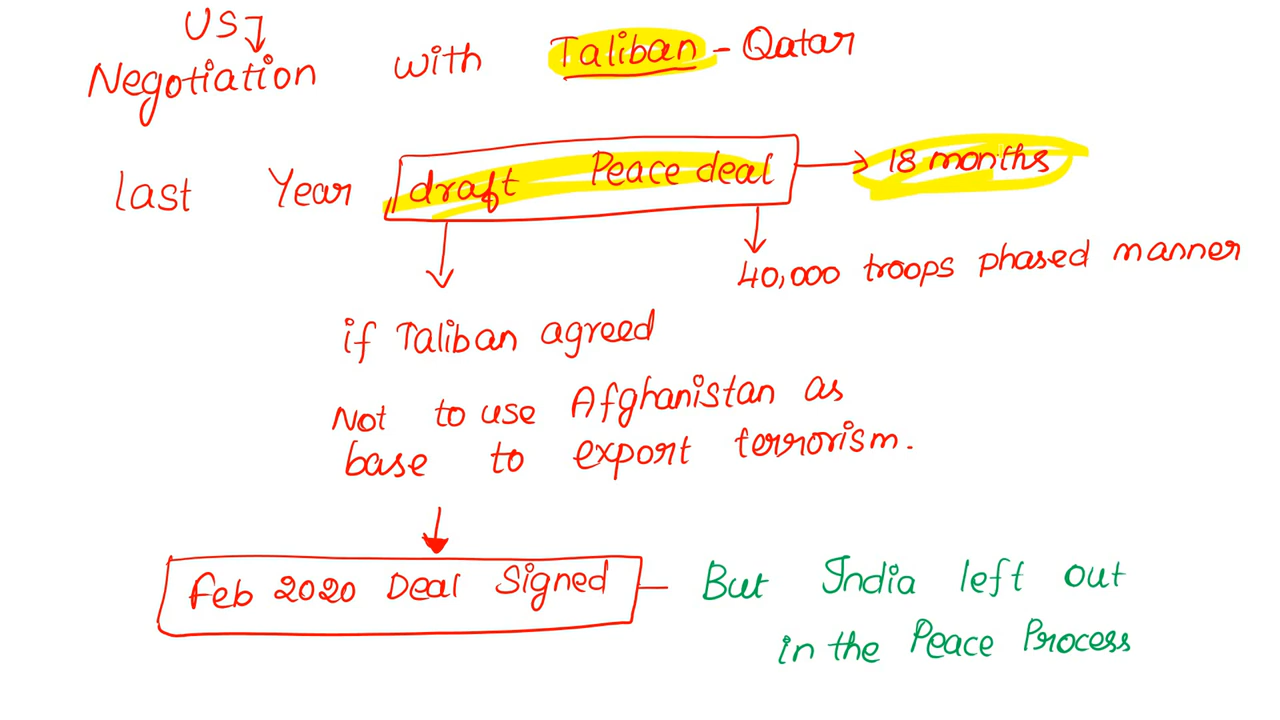 US
Negotiation with Taliban - Qatar
last Year draft Peace deal → 18 months
40,000 troops phased manner
if Taliban agreed
Not to use Afghanistan as
base to export terrorism.
Feb 2020 Deal Signed — But India left out
in the Peace Process